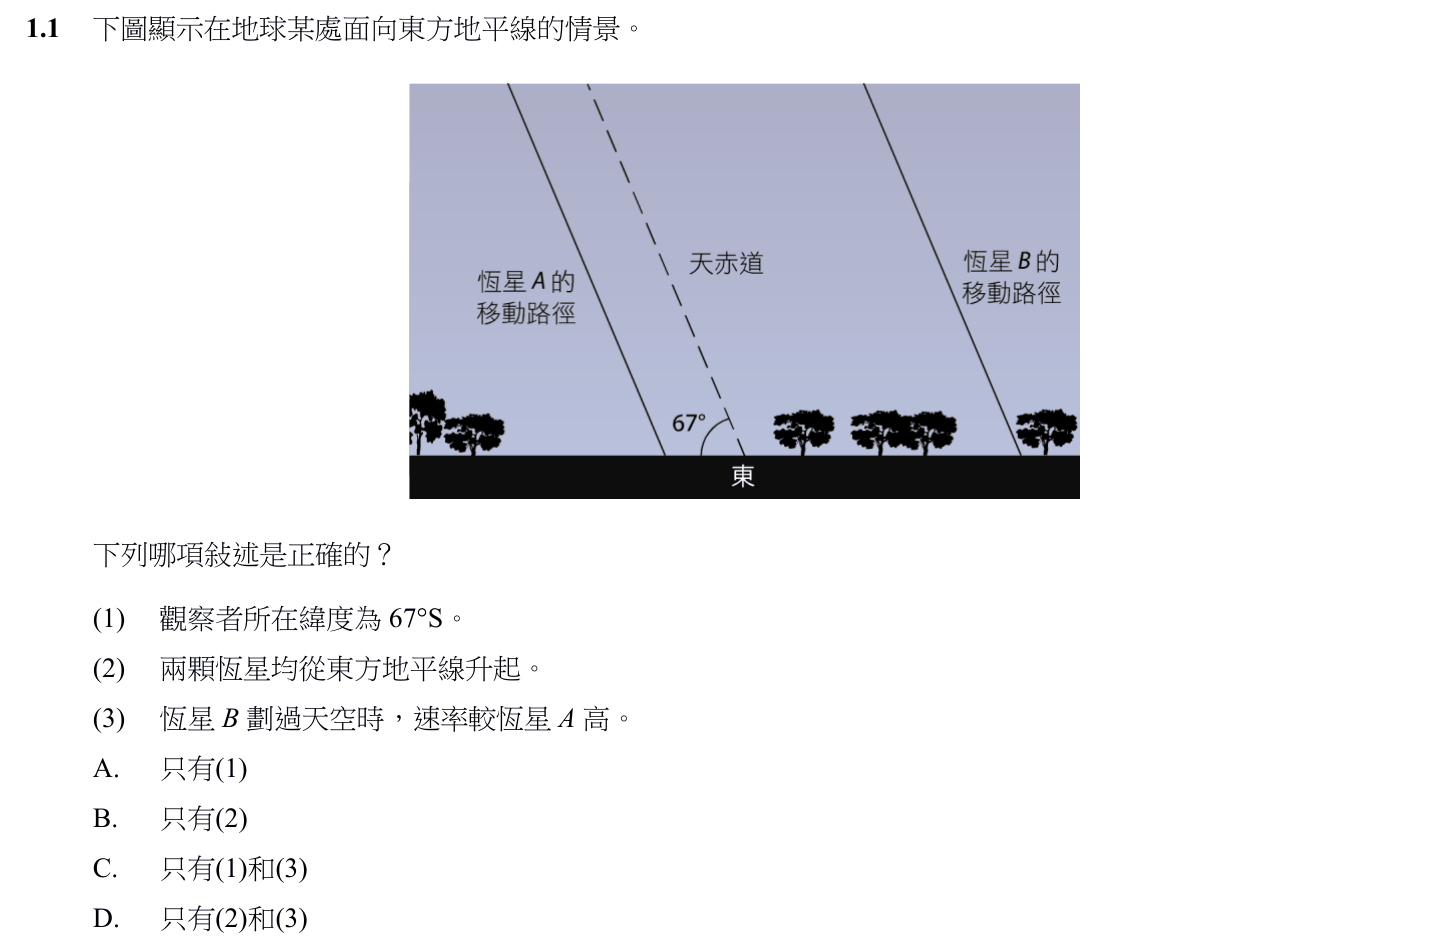 1.1 下圖顯示在地球某處面向東方地平線的情景。
恆星 A 的
移動路徑
天赤道
恆星 B 的
移動路徑
67°
東
下列哪項敍述是正確的？
(1) 觀察者所在緯度為 67°S。
(2) 兩顆恆星均從東方地平線升起。
(3) 恆星 B 劃過天空時，速率較恆星 A 高。
A. 只有(1)
B. 只有(2)
C. 只有(1)和(3)
D. 只有(2)和(3)